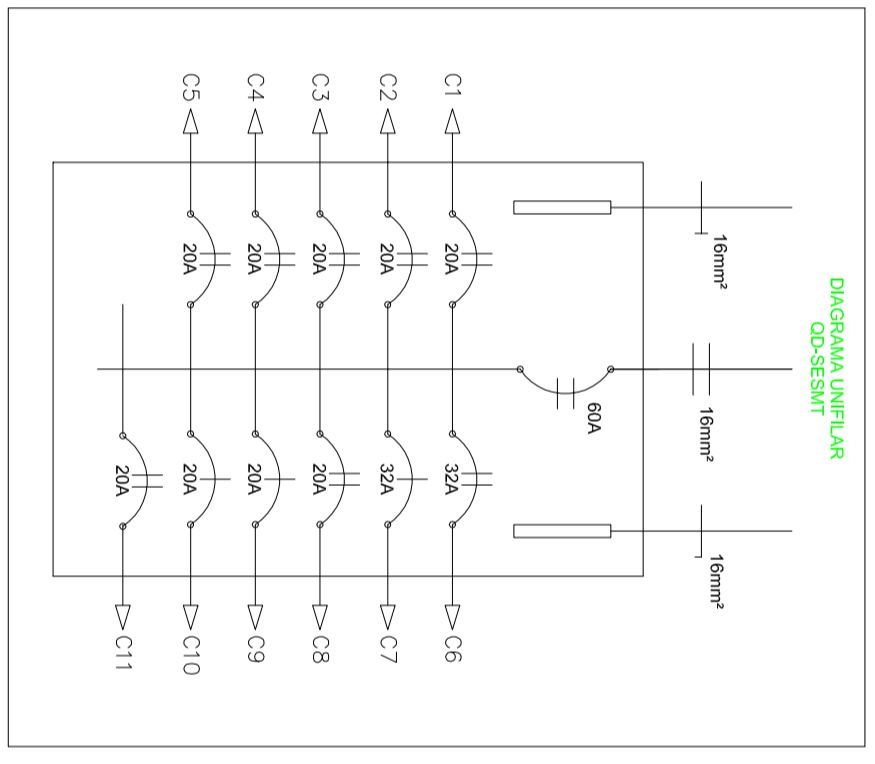 DIAGRAMA UNIFILAR
QD-SESMT
16mm²
16mm²
16mm²
60A
C1
20A
32A
C6
C2
20A
32A
C7
C3
20A
20A
C8
C4
20A
20A
C9
C5
20A
20A
C10
20A
C11